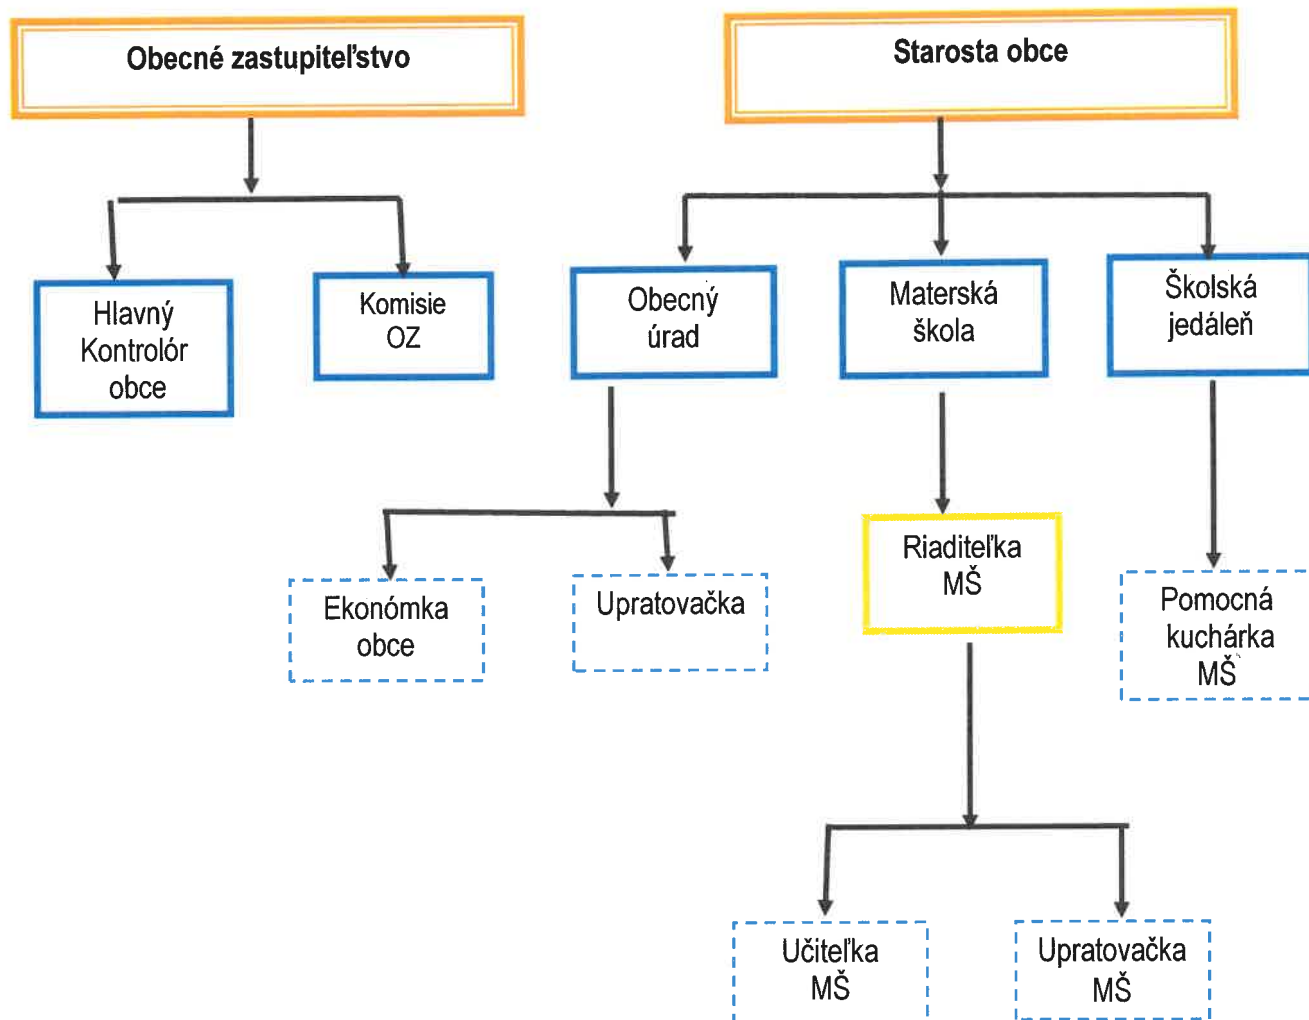 Obecné zastupiteľstvo
Starosta obce
Hlavný
Kontrolór
obce
Komisie
OZ
Obecný
úrad
Materská
škola
Školská
jedáleň
Riaditeľka
MŠ
Ekonómka
obce
Upratovačka
Pomocná
kuchárka
MŠ
Učiteľka
MŠ
Upratovačka
MŠ